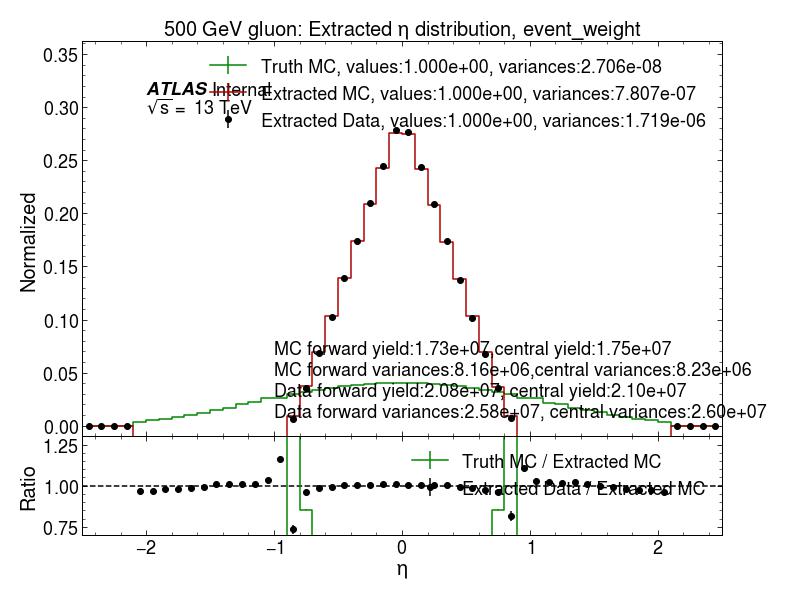 500 GeV gluon: Extracted η distribution, event_weight
Truth MC, values:1.000e+00, variances:2.706e-08
ATLAS Internal
Extracted MC, values:1.000e+00, variances:7.807e-07
√s = 13 TeV
Extracted Data, values:1.000e+00, variances:1.719e-06
0.35
0.30
0.25
0.20
0.15
0.10
0.05
0.00
Normalized
MC forward yield:1.73e+07,central yield:1.75e+07
MC forward variances:8.16e+06,central variances:8.23e+06
Data forward yield:2.08e+07, central yield:2.10e+07
Data forward variances:2.58e+07, central variances:2.60e+07
1.25
1.00
0.75
Ratio
Truth MC / Extracted MC
Extracted Data / Extracted MC
−2 −1 0 1 2
η